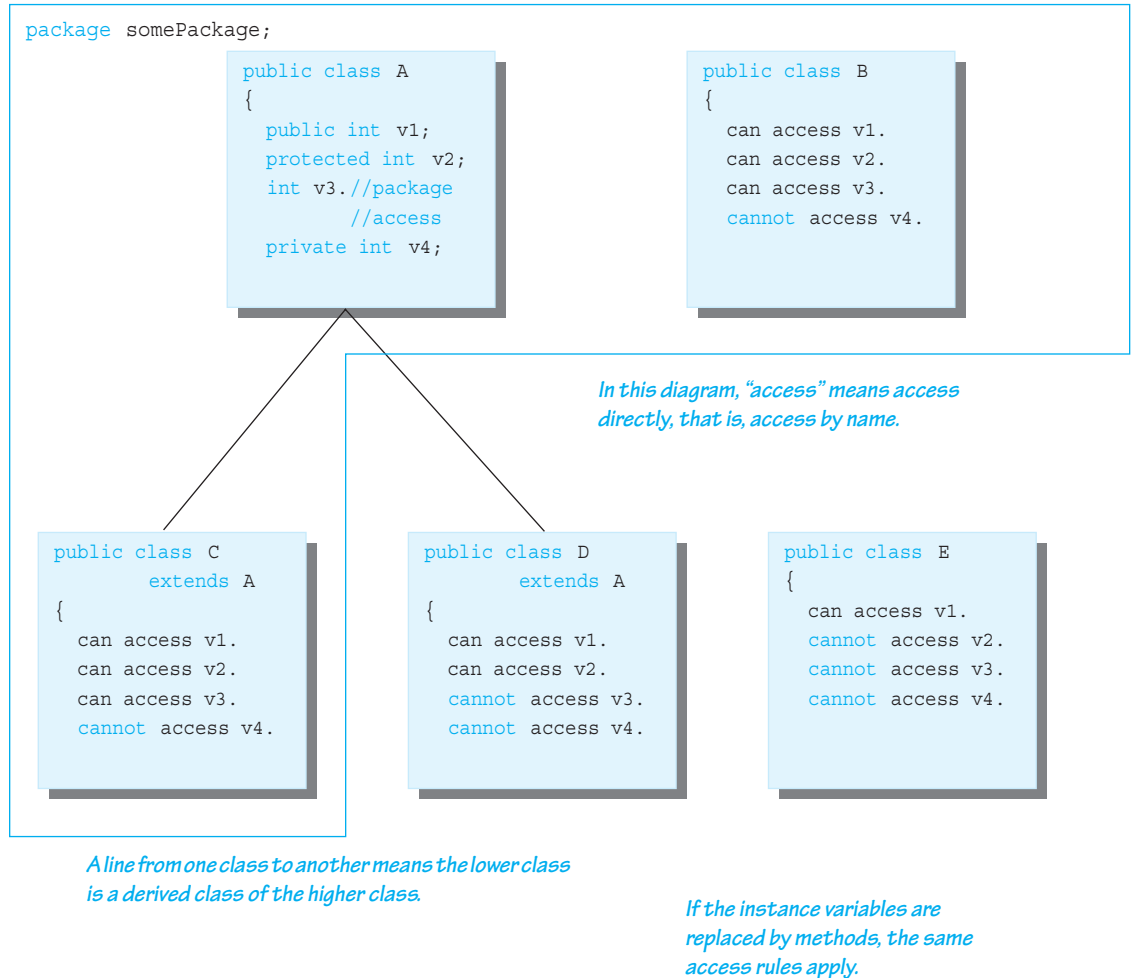 package somePackage;
public class A
{
public int v1;
protected int v2;
int v3.//package
//access
private int v4;
public class B
{
can access v1.
can access v2.
can access v3.
cannot access v4.
In this diagram, “access” means access
directly, that is, access by name.
public class C
extends A
{
can access v1.
can access v2.
can access v3.
cannot access v4.
public class D
extends A
{
can access v1.
can access v2.
cannot access v3.
cannot access v4.
public class E
{
can access v1.
cannot access v2.
cannot access v3.
cannot access v4.
A line from one class to another means the lower class
is a derived class of the higher class.
If the instance variables are
replaced by methods, the same
access rules apply.